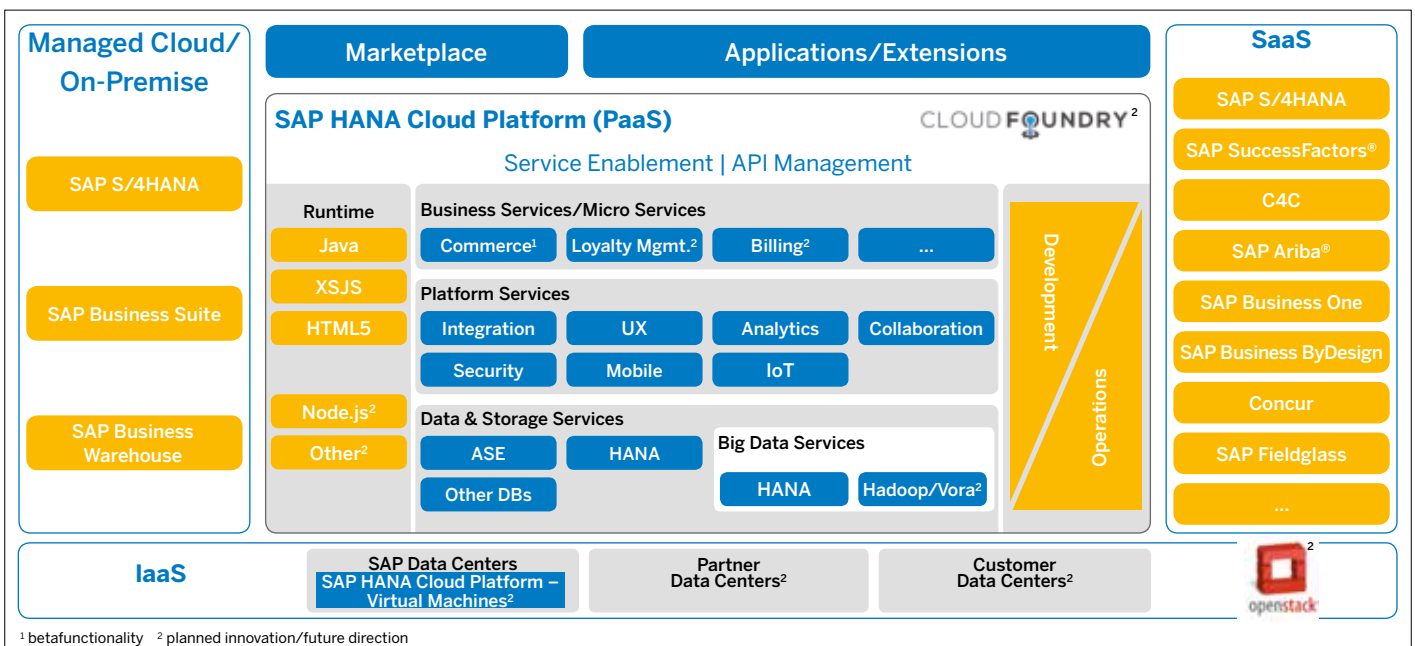 Managed Cloud/
On-Premise
SAP S/4HANA
SAP Business Suite
SAP Business
Warehouse
Marketplace
Applications/Extensions
SAP HANA Cloud Platform (PaaS)
CLOUD FOUNDRY²
Service Enablement | API Management
Runtime
Java
XSJS
HTML5
Node.js²
Other²
Business Services/Micro Services
Commerce¹
Loyalty Mgmt.²
Billing²
...
Platform Services
Integration
UX
Analytics
Collaboration
Security
Mobile
IoT
Data & Storage Services
ASE
HANA
Other DBs
Big Data Services
HANA
Hadoop/Vora²
Development
Operations
SaaS
SAP S/4HANA
SAP SuccessFactors®
C4C
SAP Ariba®
SAP Business One
SAP Business ByDesign
Concur
SAP Fieldglass
...
IaaS
SAP Data Centers
SAP HANA Cloud Platform –
Virtual Machines²
Partner
Data Centers²
Customer
Data Centers²
2
openstack
¹ betafunctionality ² planned innovation/future direction